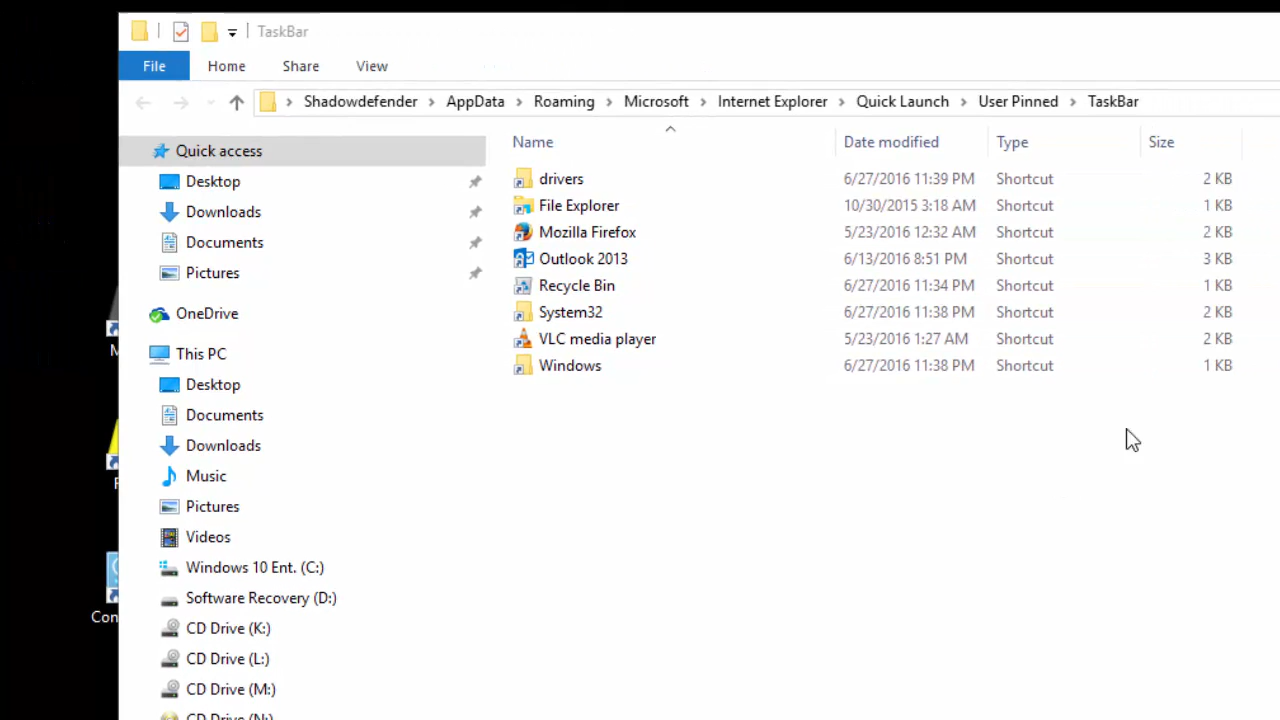 TaskBar
File Home Share View
Shadowdefender AppData Roaming Microsoft Internet Explorer Quick Launch User Pinned TaskBar
Name Date modified Type Size
Quick access
Desktop
Downloads
Documents
Pictures
OneDrive
This PC
Desktop
Documents
Downloads
Music
Pictures
Videos
Windows 10 Ent. (C:)
Software Recovery (D:)
CD Drive (K:)
CD Drive (L:)
CD Drive (M:)
CD Drive (N:)
drivers 6/27/2016 11:39 PM Shortcut 2 KB
File Explorer 10/30/2015 3:18 AM Shortcut 1 KB
Mozilla Firefox 5/23/2016 12:32 AM Shortcut 2 KB
Outlook 2013 6/13/2016 8:51 PM Shortcut 3 KB
Recycle Bin 6/27/2016 11:34 PM Shortcut 1 KB
System32 6/27/2016 11:38 PM Shortcut 2 KB
VLC media player 5/23/2016 1:27 AM Shortcut 2 KB
Windows 6/27/2016 11:38 PM Shortcut 1 KB